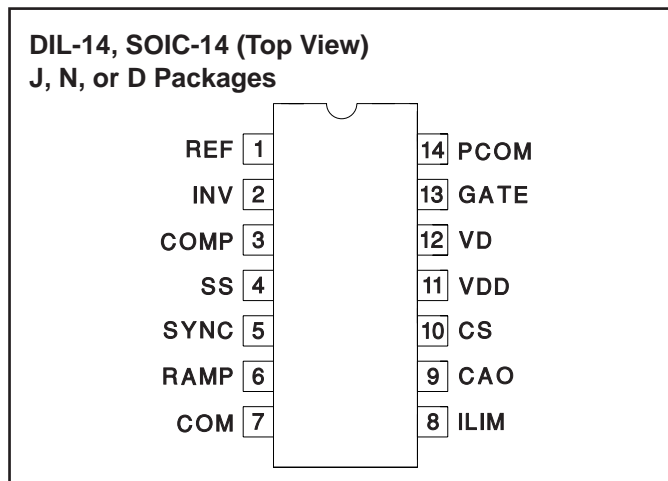 DIL-14, SOIC-14 (Top View)
J, N, or D Packages
REF 1 14 PCOM
INV 2 13 GATE
COMP 3 12 VD
SS 4 11 VDD
SYNC 5 10 CS
RAMP 6 9 CAO
COM 7 8 ILIM